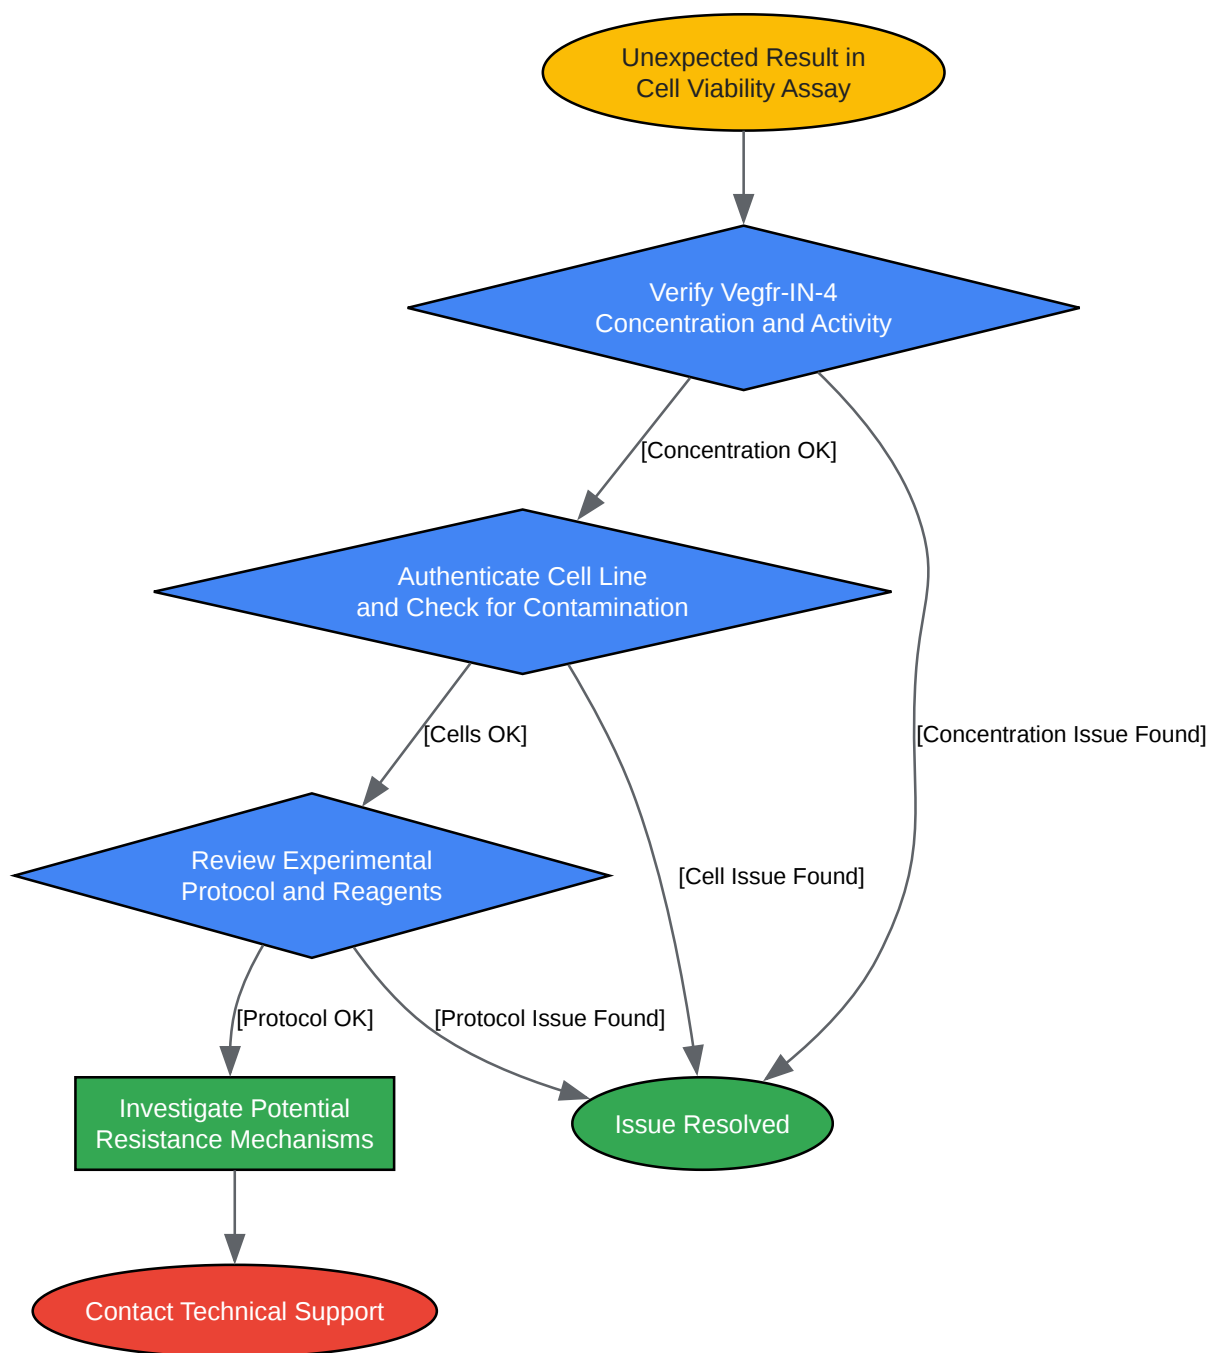 Unexpected Result in
Cell Viability Assay
Verify Vegfr-IN-4
Concentration and Activity
[Concentration OK]
Authenticate Cell Line
and Check for Contamination
[Cells OK]
[Concentration Issue Found]
Review Experimental
Protocol and Reagents
[Cell Issue Found]
[Protocol OK]
[Protocol Issue Found]
Investigate Potential
Resistance Mechanisms
Issue Resolved
Contact Technical Support